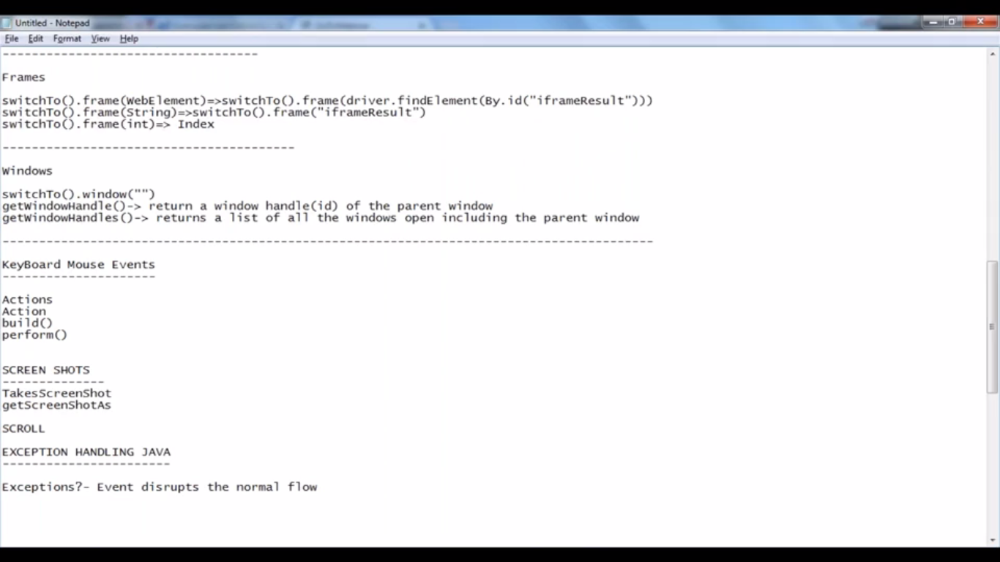 Untitled - Notepad
File Edit Format View Help
-----------------------------------
Frames
switchTo().frame(WebElement)=>switchTo().frame(driver.findElement(By.id("iframeResult")))
switchTo().frame(String)=>switchTo().frame("iframeResult")
switchTo().frame(int)=> Index
----------------------------------------
Windows
switchTo().window("")
getWindowHandle()-> return a window handle(id) of the parent window
getWindowHandles()-> returns a list of all the windows open including the parent window
-----------------------------------------------------------------------------------------
KeyBoard Mouse Events
---------------------
Actions
Action
build()
perform()
SCREEN SHOTS
--------------
TakesScreenShot
getScreenShotAs
SCROLL
EXCEPTION HANDLING JAVA
-----------------------
Exceptions?- Event disrupts the normal flow